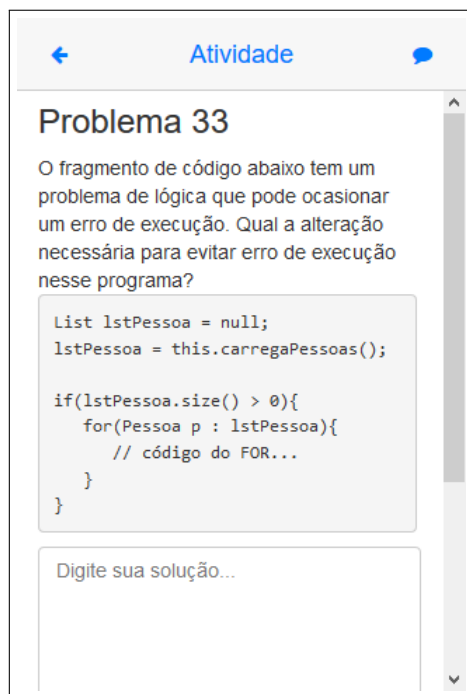 Atividade
Problema 33
O fragmento de código abaixo tem um
problema de lógica que pode ocasionar
um erro de execução. Qual a alteração
necessária para evitar erro de execução
nesse programa?
List lstPessoa = null;
lstPessoa = this.carregaPessoas();
if(lstPessoa.size() > 0){
for(Pessoa p : lstPessoa){
// código do FOR...
}
}
Digite sua solução...